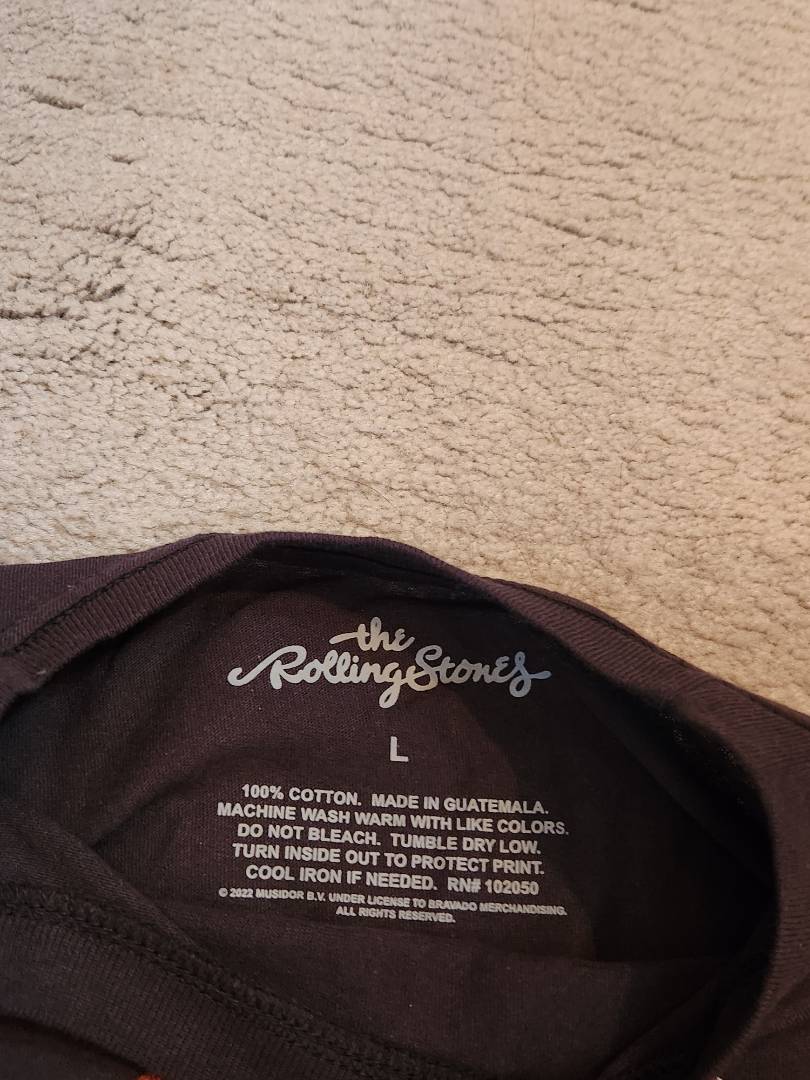 the
Rolling Stones
L
100% COTTON. MADE IN GUATEMALA.
MACHINE WASH WARM WITH LIKE COLORS.
DO NOT BLEACH. TUMBLE DRY LOW.
TURN INSIDE OUT TO PROTECT PRINT.
COOL IRON IF NEEDED. RN# 102050
© 2022 MUSIDOR B.V. UNDER LICENSE TO BRAVADO MERCHANDISING.
ALL RIGHTS RESERVED.